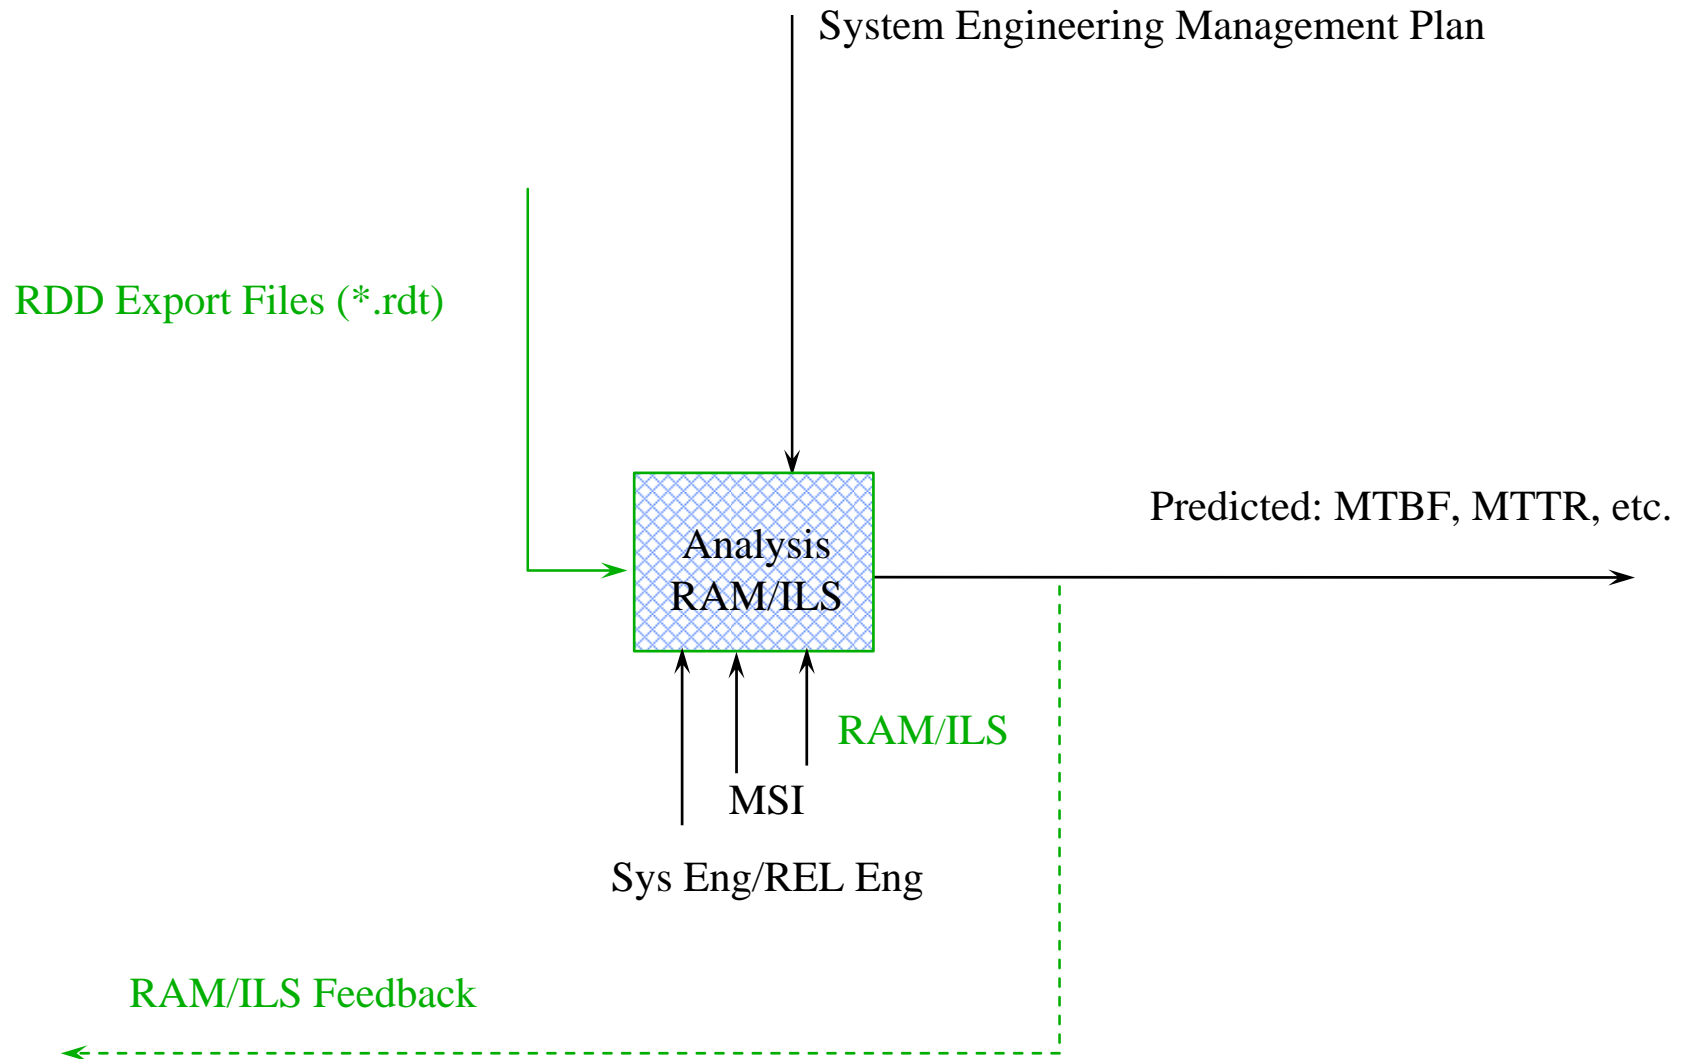 System Engineering Management Plan
RDD Export Files (*.rdt)
Predicted: MTBF, MTTR, etc.
Analysis
RAM/ILS
RAM/ILS
MSI
Sys Eng/REL Eng
RAM/ILS Feedback